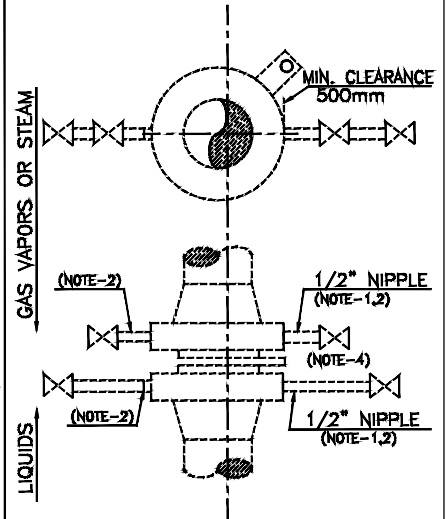 MIN. CLEARANCE
500mm
GAS VAPORS OR STEAM
(NOTE-2)
1/2" NIPPLE
(NOTE-1,2)
(NOTE-4)
(NOTE-2)
1/2" NIPPLE
(NOTE-1,2)
LIQUIDS